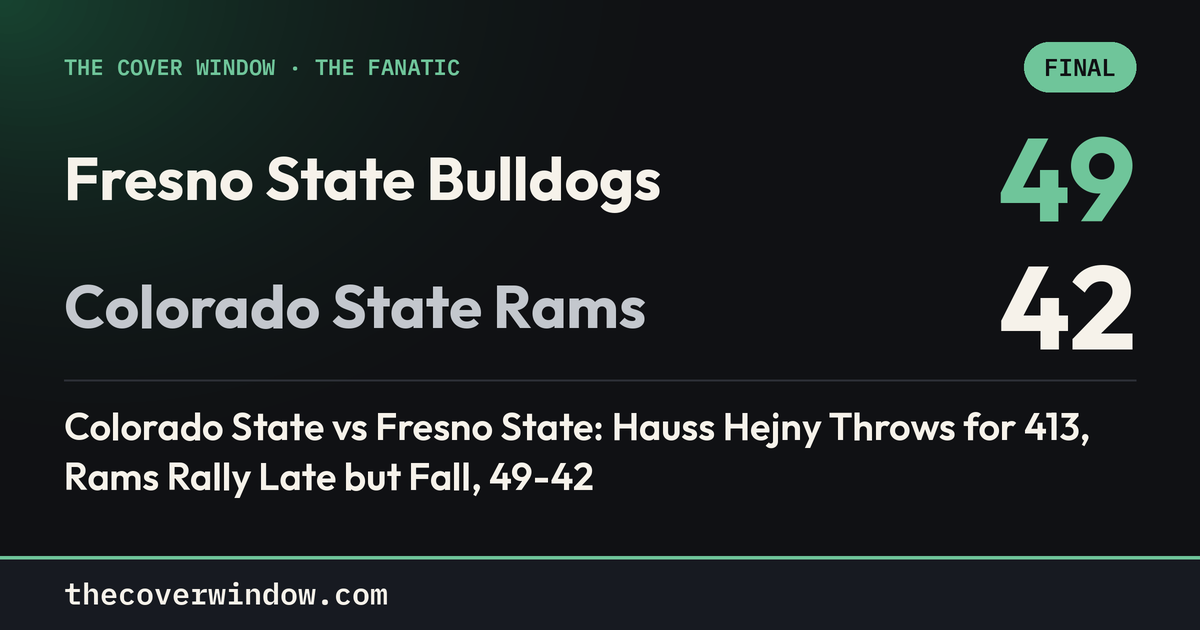 THE COVER WINDOW · THE FANATIC
FINAL
Fresno State Bulldogs 49
Colorado State Rams 42
Colorado State vs Fresno State: Hauss Hejny Throws for 413,
Rams Rally Late but Fall, 49-42
thecoverwindow.com